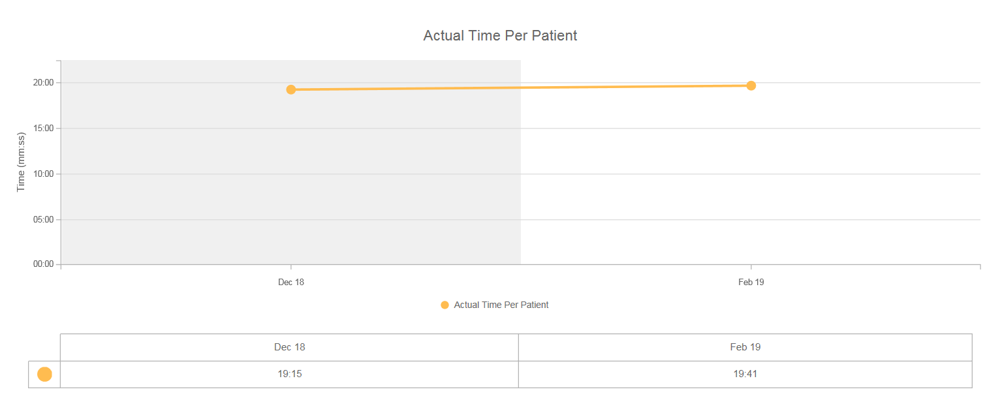 Actual Time Per Patient
Time (mm:ss)
20:00
15:00
10:00
05:00
00:00
Dec 18 Feb 19
Actual Time Per Patient
Dec 18 Feb 19
19:15 19:41